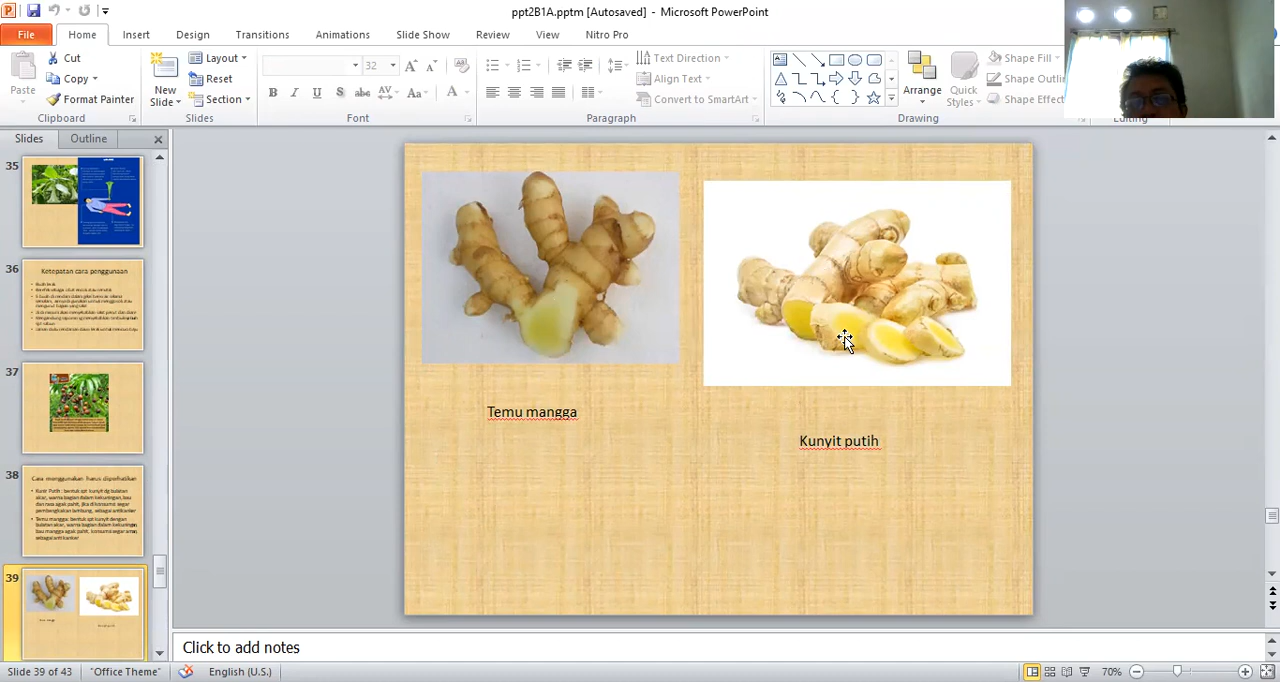 ppt2B1A.pptm [Autosaved] - Microsoft PowerPoint
File Home Insert Design Transitions Animations Slide Show Review View Nitro Pro
Paste
Cut
Copy
Format Painter
Clipboard
New Slide
Layout
Reset
Section
Slides
32
Font
Paragraph
Text Direction
Align Text
Convert to SmartArt
Arrange
Quick Styles
Shape Fill
Shape Outli
Shape Effect
Drawing
Editing
Slides Outline
35
36
Ketepatan cara penggunaan
37
38
Cara menggunakan harus diperhatikan
39
Temu mangga
Kunyit putih
Click to add notes
Slide 39 of 43 "Office Theme" English (U.S.) 70%